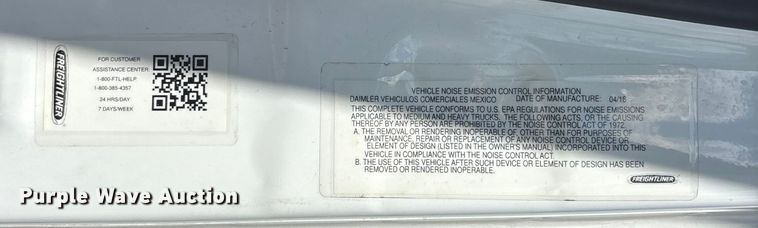 FREIGHTLINER
FOR CUSTOMER
ASSISTANCE CENTER:
1-800-FTL-HELP
1-800-385-4357
24 HRS/DAY
7 DAYS/WEEK
VEHICLE NOISE EMISSION CONTROL INFORMATION
DAIMLER VEHICULOS COMERCIALES MEXICO DATE OF MANUFACTURE: 04/16
THIS COMPLETE VEHICLE CONFORMS TO U.S. EPA REGULATIONS FOR NOISE EMISSIONS
APPLICABLE TO MEDIUM AND HEAVY TRUCKS. THE FOLLOWING ACTS, OR THE CAUSING
THEREOF BY ANY PERSON ARE PROHIBITED BY THE NOISE CONTROL ACT OF 1972.
A. THE REMOVAL OR RENDERING INOPERABLE OF, OTHER THAN FOR PURPOSES OF
MAINTENANCE, REPAIR OR REPLACEMENT OF ANY NOISE CONTROL DEVICE OR
ELEMENT OF DESIGN (LISTED IN THE OWNER'S MANUAL) INCORPORATED INTO THIS
VEHICLE IN COMPLIANCE WITH THE NOISE CONTROL ACT.
B. THE USE OF THIS VEHICLE AFTER SUCH DEVICE OR ELEMENT OF DESIGN HAS BEEN
REMOVED OR RENDERED INOPERABLE.
FREIGHTLINER
Purple Wave Auction